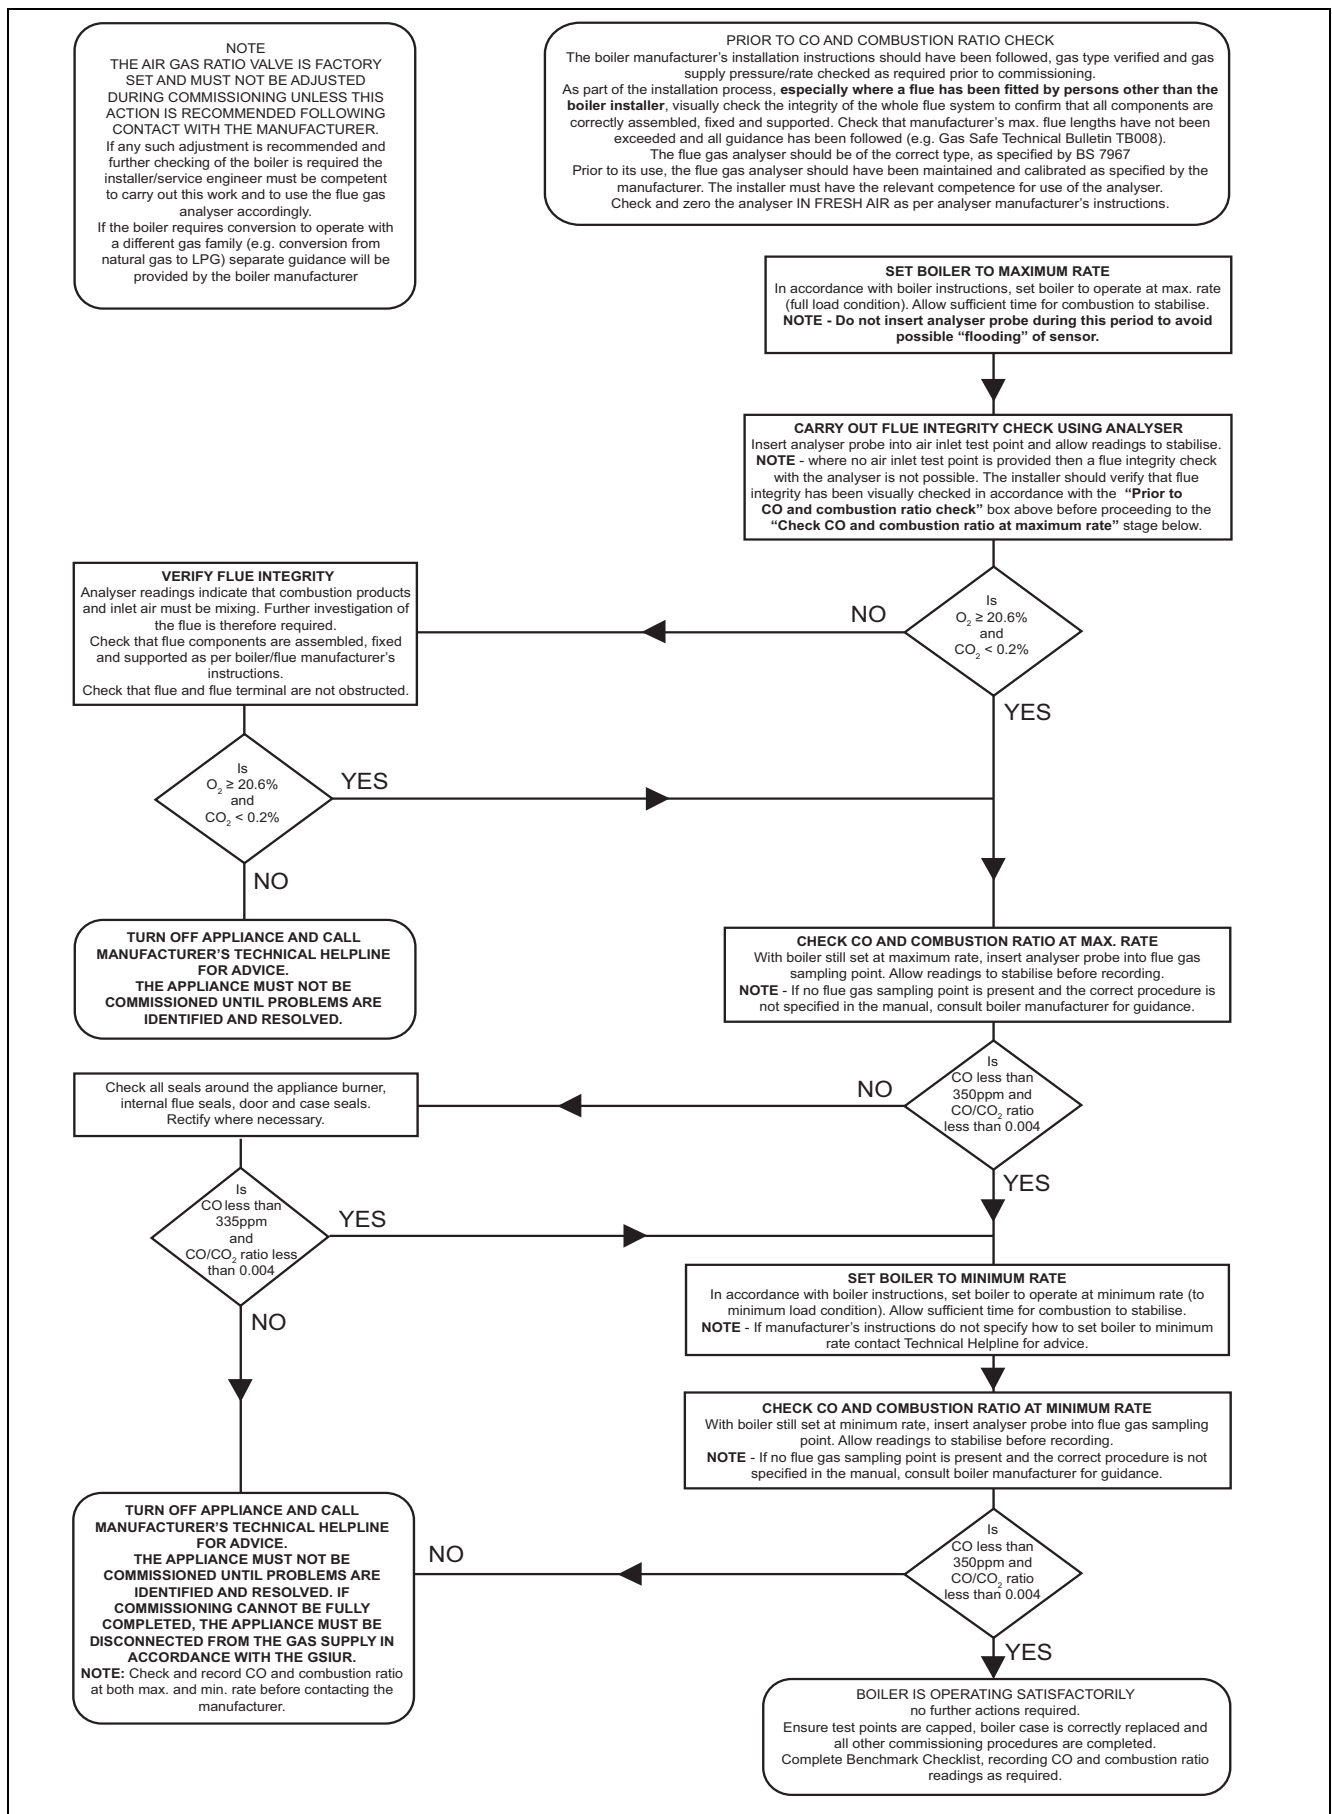 NOTE
THE AIR GAS RATIO VALVE IS FACTORY
SET AND MUST NOT BE ADJUSTED
DURING COMMISSIONING UNLESS THIS
ACTION IS RECOMMENDED FOLLOWING
CONTACT WITH THE MANUFACTURER.
If any such adjustment is recommended and
further checking of the boiler is required the
installer/service engineer must be competent
to carry out this work and to use the flue gas
analyser accordingly.
If the boiler requires conversion to operate with
a different gas family (e.g. conversion from
natural gas to LPG) separate guidance will be
provided by the boiler manufacturer
PRIOR TO CO AND COMBUSTION RATIO CHECK
The boiler manufacturer's installation instructions should have been followed, gas type verified and gas
supply pressure/rate checked as required prior to commissioning.
As part of the installation process, especially where a flue has been fitted by persons other than the
boiler installer, visually check the integrity of the whole flue system to confirm that all components are
correctly assembled, fixed and supported. Check that manufacturer's max. flue lengths have not been
exceeded and all guidance has been followed (e.g. Gas Safe Technical Bulletin TB008).
The flue gas analyser should be of the correct type, as specified by BS 7967
Prior to its use, the flue gas analyser should have been maintained and calibrated as specified by the
manufacturer. The installer must have the relevant competence for use of the analyser.
Check and zero the analyser IN FRESH AIR as per analyser manufacturer's instructions.
SET BOILER TO MAXIMUM RATE
In accordance with boiler instructions, set boiler to operate at max. rate
(full load condition). Allow sufficient time for combustion to stabilise.
NOTE - Do not insert analyser probe during this period to avoid
possible “flooding” of sensor.
CARRY OUT FLUE INTEGRITY CHECK USING ANALYSER
Insert analyser probe into air inlet test point and allow readings to stabilise.
NOTE - where no air inlet test point is provided then a flue integrity check
with the analyser is not possible. The installer should verify that flue
integrity has been visually checked in accordance with the “Prior to
CO and combustion ratio check” box above before proceeding to the
“Check CO and combustion ratio at maximum rate” stage below.
Is
O₂ ≥ 20.6%
and
CO₂ < 0.2%
NO
YES
VERIFY FLUE INTEGRITY
Analyser readings indicate that combustion products
and inlet air must be mixing. Further investigation of
the flue is therefore required.
Check that flue components are assembled, fixed
and supported as per boiler/flue manufacturer's
instructions.
Check that flue and flue terminal are not obstructed.
Is
O₂ ≥ 20.6%
and
CO₂ < 0.2%
YES
NO
TURN OFF APPLIANCE AND CALL
MANUFACTURER'S TECHNICAL HELPLINE
FOR ADVICE.
THE APPLIANCE MUST NOT BE
COMMISSIONED UNTIL PROBLEMS ARE
IDENTIFIED AND RESOLVED.
CHECK CO AND COMBUSTION RATIO AT MAX. RATE
With boiler still set at maximum rate, insert analyser probe into flue gas
sampling point. Allow readings to stabilise before recording.
NOTE - If no flue gas sampling point is present and the correct procedure is
not specified in the manual, consult boiler manufacturer for guidance.
Is
CO less than
350ppm and
CO/CO₂ ratio
less than 0.004
NO
YES
Check all seals around the appliance burner,
internal flue seals, door and case seals.
Rectify where necessary.
Is
CO less than
335ppm
and
CO/CO₂ ratio less
than 0.004
YES
NO
SET BOILER TO MINIMUM RATE
In accordance with boiler instructions, set boiler to operate at minimum rate (to
minimum load condition). Allow sufficient time for combustion to stabilise.
NOTE - If manufacturer's instructions do not specify how to set boiler to minimum
rate contact Technical Helpline for advice.
CHECK CO AND COMBUSTION RATIO AT MINIMUM RATE
With boiler still set at minimum rate, insert analyser probe into flue gas sampling
point. Allow readings to stabilise before recording.
NOTE - If no flue gas sampling point is present and the correct procedure is not
specified in the manual, consult boiler manufacturer for guidance.
Is
CO less than
350ppm and
CO/CO₂ ratio
less than 0.004
NO
YES
TURN OFF APPLIANCE AND CALL
MANUFACTURER'S TECHNICAL HELPLINE
FOR ADVICE.
THE APPLIANCE MUST NOT BE
COMMISSIONED UNTIL PROBLEMS ARE
IDENTIFIED AND RESOLVED. IF
COMMISSIONING CANNOT BE FULLY
COMPLETED, THE APPLIANCE MUST BE
DISCONNECTED FROM THE GAS SUPPLY IN
ACCORDANCE WITH THE GSIUR.
NOTE: Check and record CO and combustion ratio
at both max. and min. rate before contacting the
manufacturer.
BOILER IS OPERATING SATISFACTORILY
no further actions required.
Ensure test points are capped, boiler case is correctly replaced and
all other commissioning procedures are completed.
Complete Benchmark Checklist, recording CO and combustion ratio
readings as required.